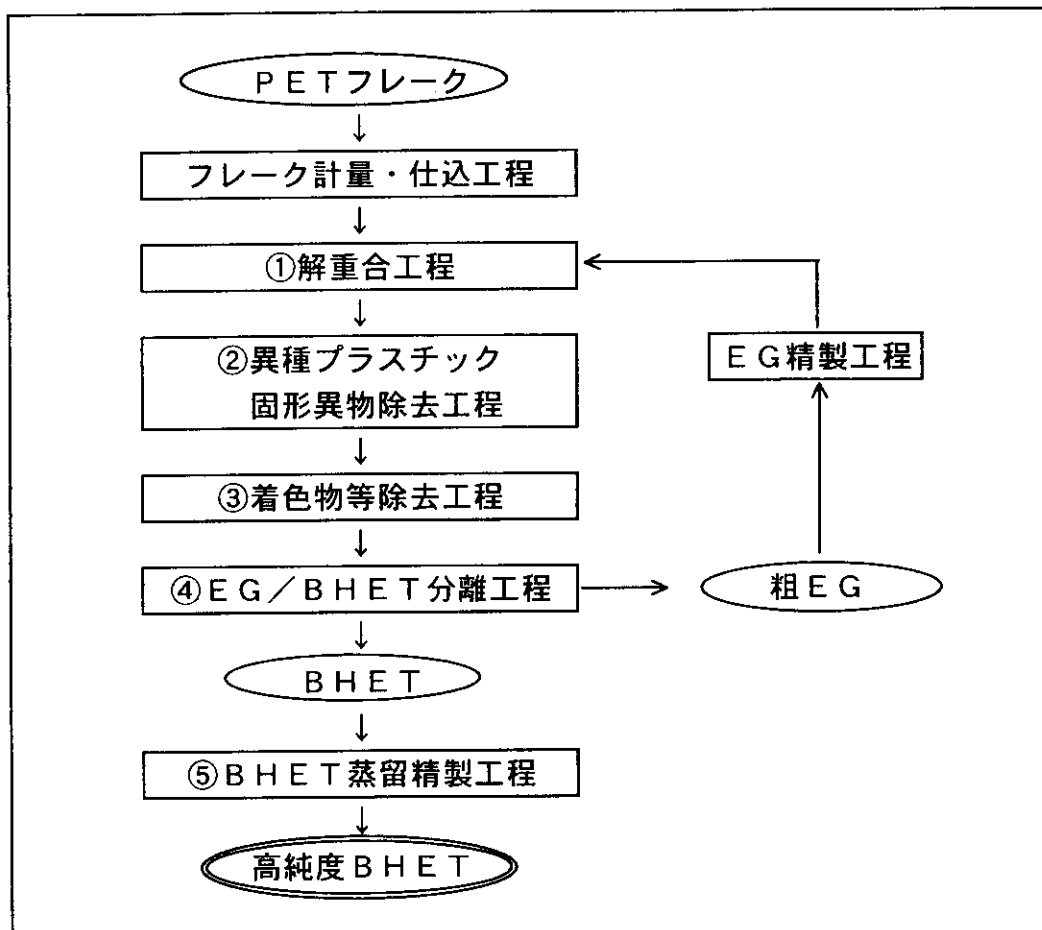 PETフレーク
フレーク計量・仕込工程
①解重合工程
②異種プラスチック
固形異物除去工程
EG精製工程
③着色物等除去工程
④EG/BHET分離工程
粗EG
BHET
⑤BHET蒸留精製工程
高純度BHET